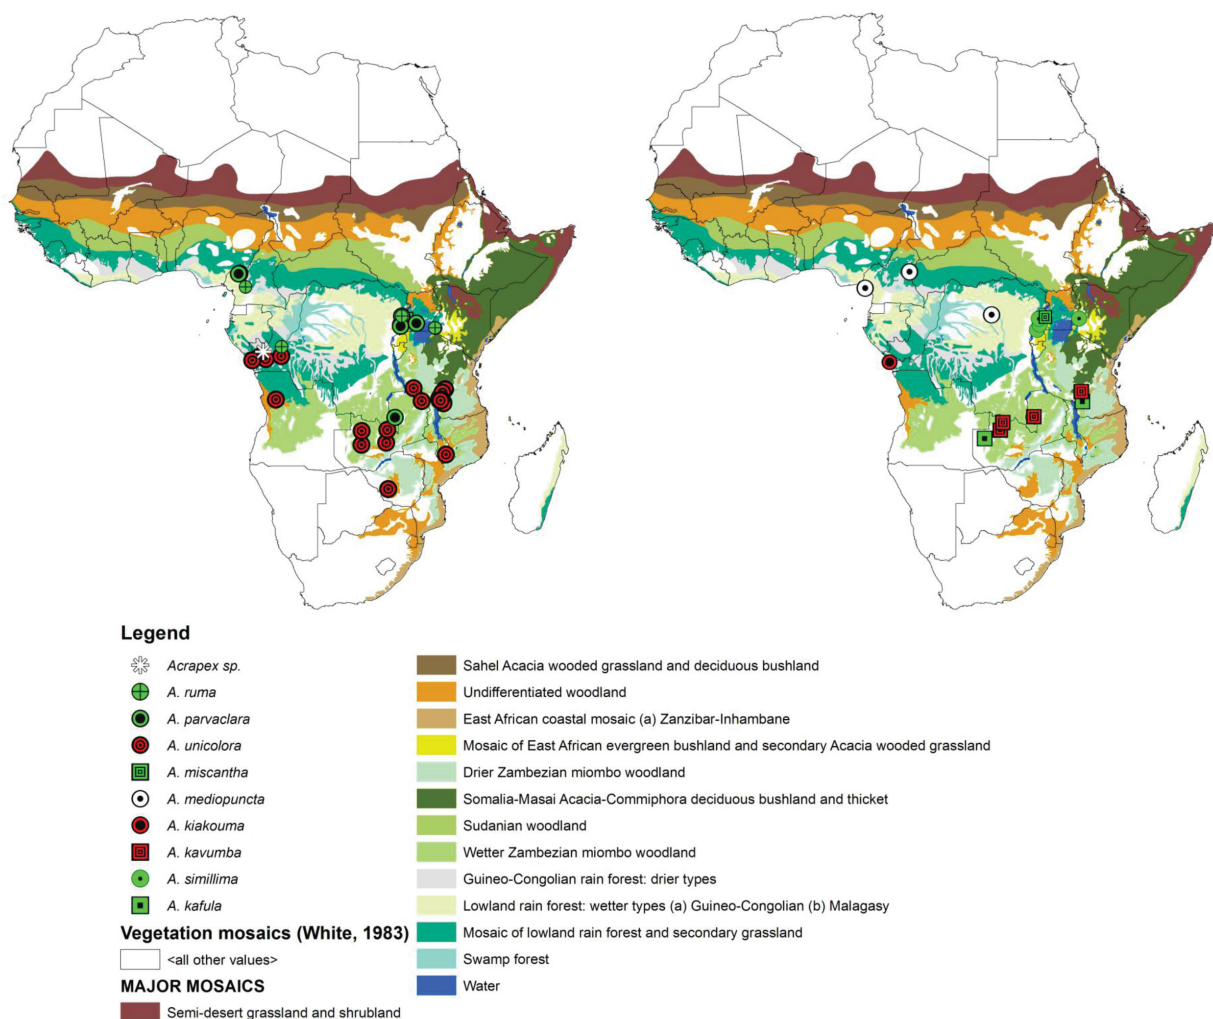 Legend
Acrapex sp.
A. ruma
A. parvaclara
A. unicolora
A. miscantha
A. mediopuncta
A. kiakouma
A. kavumba
A. simillima
A. kafula
Vegetation mosaics (White, 1983)
<all other values>
MAJOR MOSAICS
Semi-desert grassland and shrubland
Sahel Acacia wooded grassland and deciduous bushland
Undifferentiated woodland
East African coastal mosaic (a) Zanzibar-Inhambane
Mosaic of East African evergreen bushland and secondary Acacia wooded grassland
Drier Zambezian miombo woodland
Somalia-Masai Acacia-Commiphora deciduous bushland and thicket
Sudanian woodland
Wetter Zambezian miombo woodland
Guineo-Congolian rain forest: drier types
Lowland rain forest: wetter types (a) Guineo-Congolian (b) Malagasy
Mosaic of lowland rain forest and secondary grassland
Swamp forest
Water